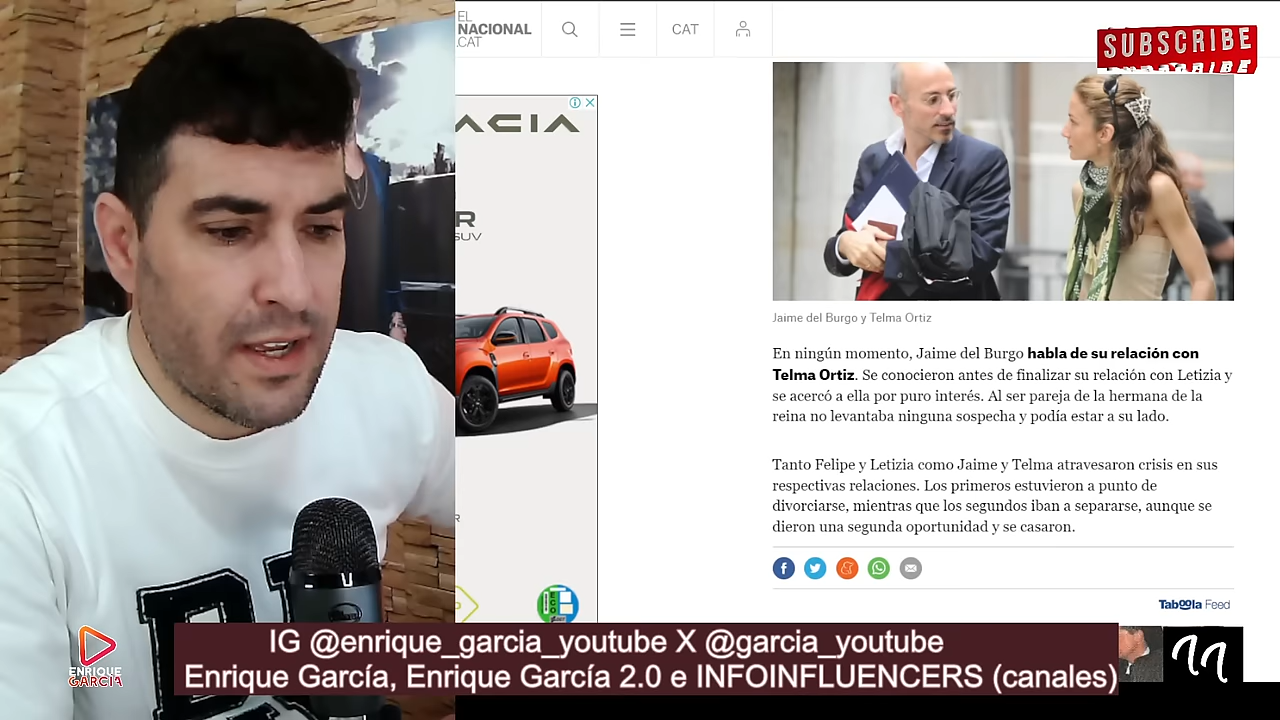 EL
NACIONAL
.CAT
CAT
SUBSCRIBE
ACIA
R
SUV
Jaime del Burgo y Telma Ortiz
En ningún momento, Jaime del Burgo habla de su relación con
Telma Ortiz. Se conocieron antes de finalizar su relación con Letizia y
se acercó a ella por puro interés. Al ser pareja de la hermana de la
reina no levantaba ninguna sospecha y podía estar a su lado.
Tanto Felipe y Letizia como Jaime y Telma atravesaron crisis en sus
respectivas relaciones. Los primeros estuvieron a punto de
divorciarse, mientras que los segundos iban a separarse, aunque se
dieron una segunda oportunidad y se casaron.
Taboola Feed
ECO
IG @enrique_garcia_youtube X @garcia_youtube
Enrique García, Enrique García 2.0 e INFOINFLUENCERS (canales)
ENRIQUE
GARCÍA